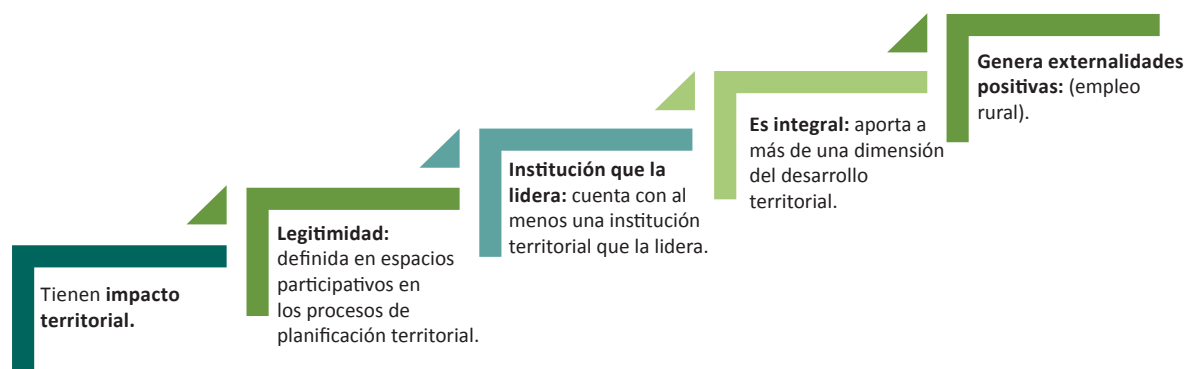 Tienen impacto
territorial.
Legitimidad:
definida en espacios
participativos en
los procesos de
planificación territorial.
Institución que la
lidera: cuenta con al
menos una institución
territorial que la lidera.
Es integral: aporta a
más de una dimensión
del desarrollo
territorial.
Genera externalidades
positivas: (empleo
rural).